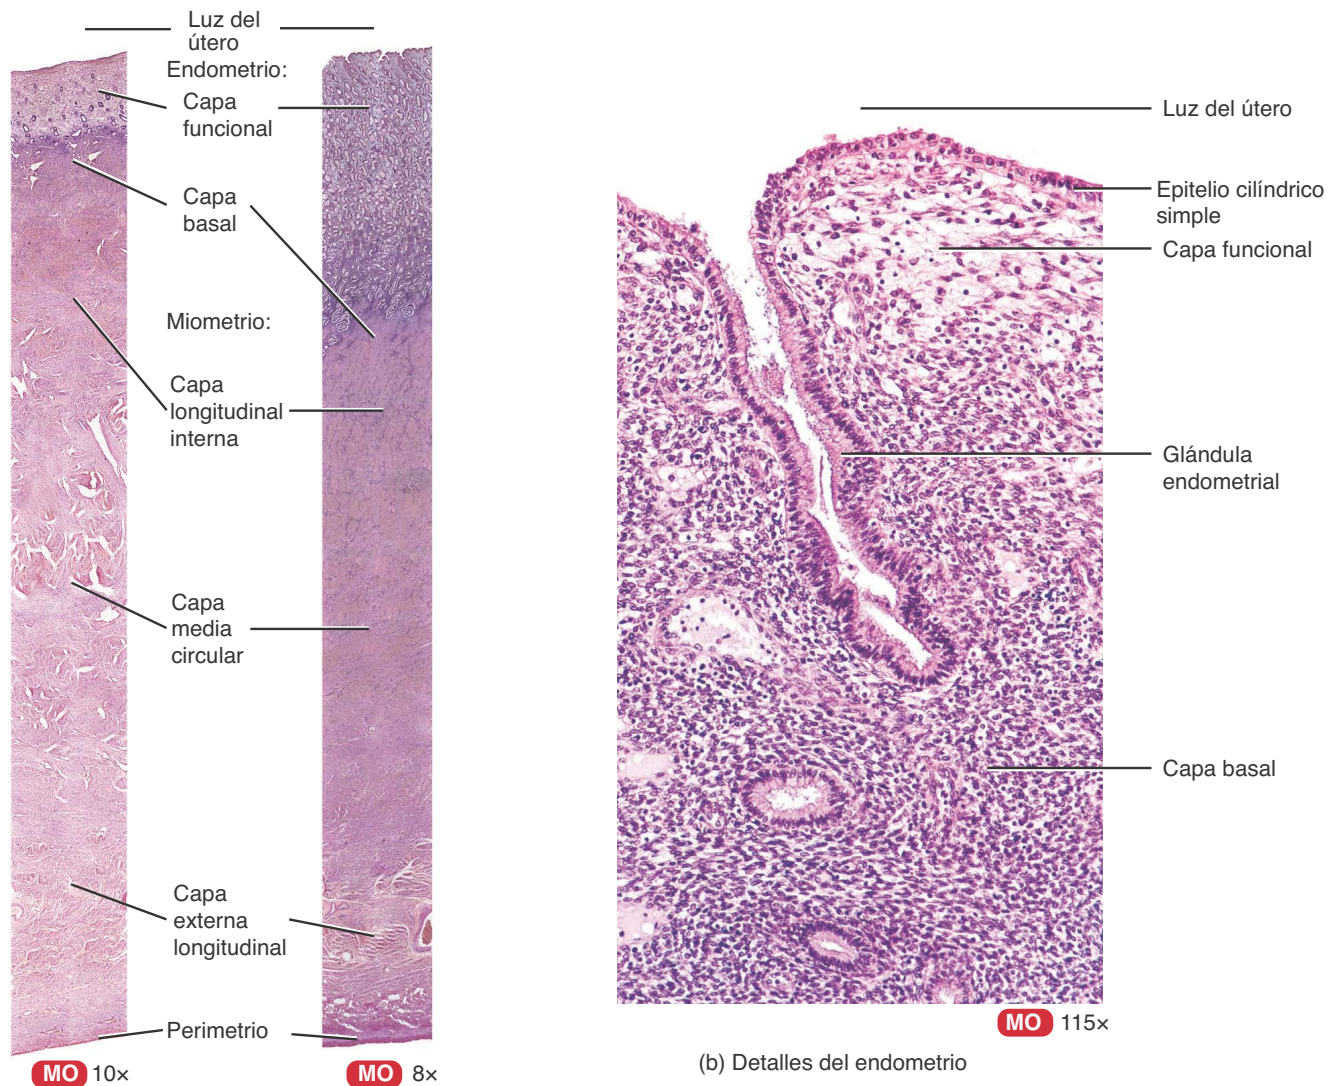 Luz del
útero
Endometrio:
Capa
funcional
Capa
basal
Miometrio:
Capa
longitudinal
interna
Capa
media
circular
Capa
externa
longitudinal
Perimetrio
MO 10×
MO 8×
Luz del útero
Epitelio cilíndrico
simple
Capa funcional
Glándula
endometrial
Capa basal
MO 115×
(b) Detalles del endometrio